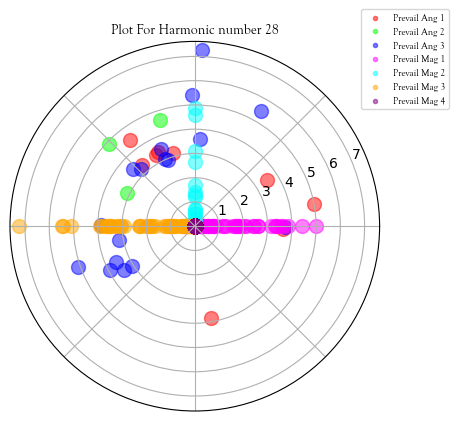 Plot For Harmonic number 28
Prevail Ang 1
Prevail Ang 2
Prevail Ang 3
Prevail Mag 1
Prevail Mag 2
Prevail Mag 3
Prevail Mag 4
1
2
3
4
5
6
7